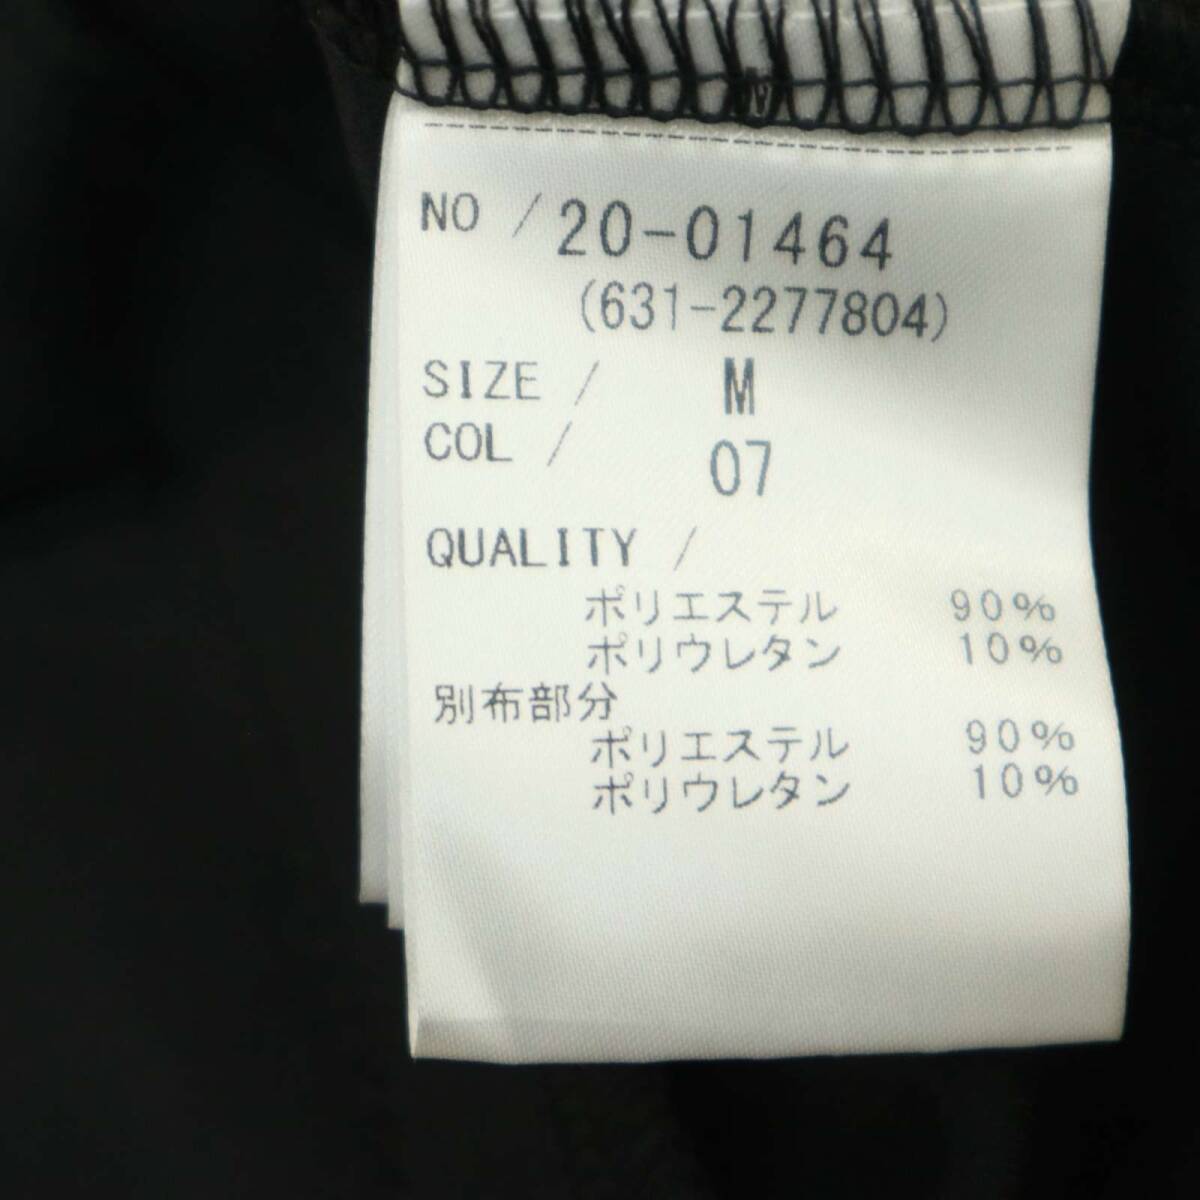 NO / 20-01464
(631-2277804)
SIZE / M
COL / 07
QUALITY /
ポリエステル 90%
ポリウレタン 10%
別布部分
ポリエステル 90%
ポリウレタン 10%